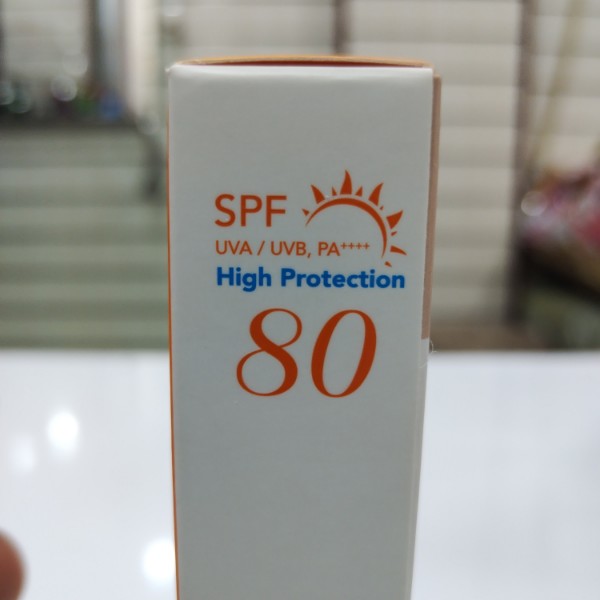 SPF
UVA / UVB, PA++++
High Protection
80